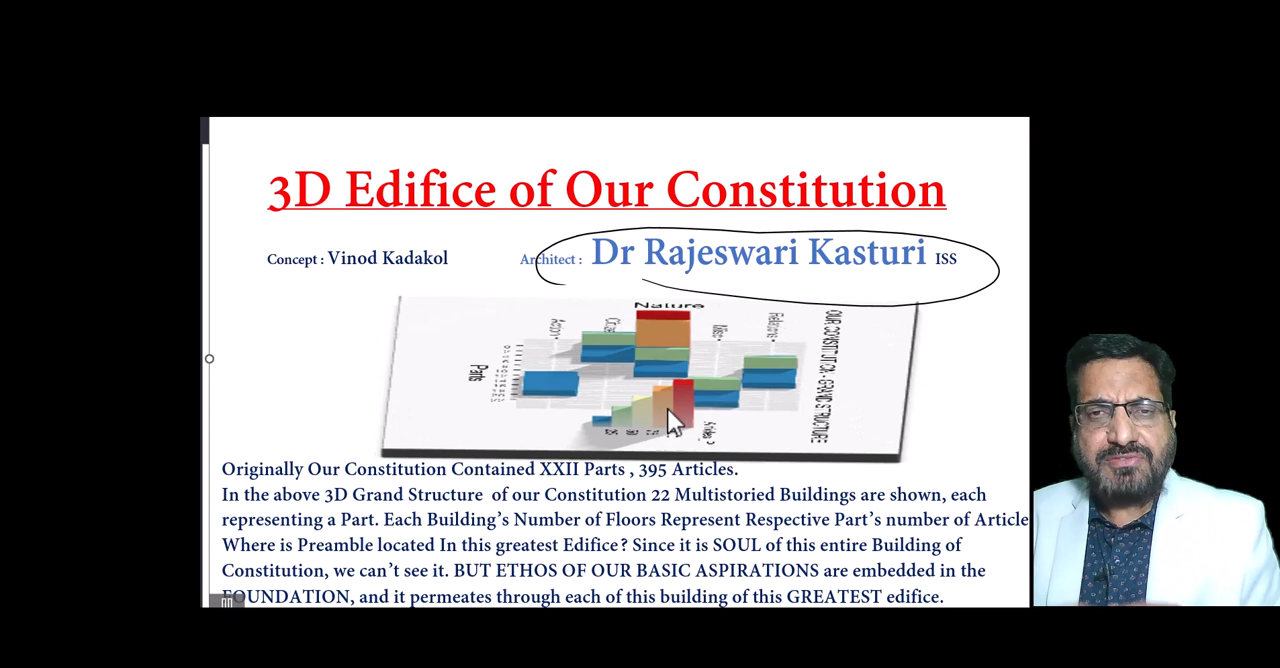 3D Edifice of Our Constitution
Concept : Vinod Kadakol Architect : Dr Rajeswari Kasturi ISS
Nature
Relations
Parts
OUR CONSTITUTION - GRAND STRUCTURE
Originally Our Constitution Contained XXII Parts , 395 Articles.
In the above 3D Grand Structure of our Constitution 22 Multistoried Buildings are shown, each
representing a Part. Each Building's Number of Floors Represent Respective Part's number of Article
Where is Preamble located In this greatest Edifice? Since it is SOUL of this entire Building of
Constitution, we can't see it. BUT ETHOS OF OUR BASIC ASPIRATIONS are embedded in the
FOUNDATION, and it permeates through each of this building of this GREATEST edifice.